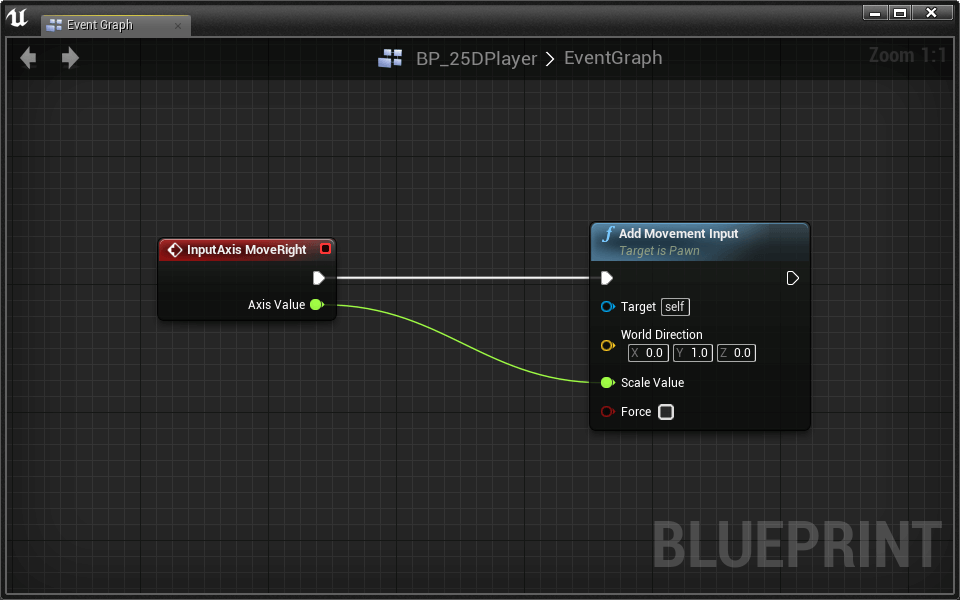 Event Graph
BP_25DPlayer > EventGraph
Zoom 1:1
InputAxis MoveRight
Axis Value
f Add Movement Input
Target is Pawn
Target self
World Direction
X 0.0 Y 1.0 Z 0.0
Scale Value
Force
BLUEPRINT